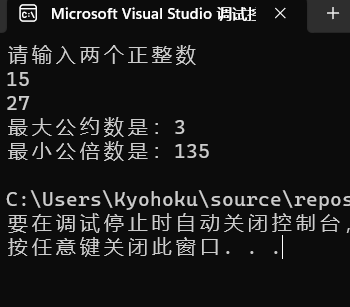 Microsoft Visual Studio 调试控
请输入两个正整数
15
27
最大公约数是：3
最小公倍数是：135
C:\Users\Kyohoku\source\repos
要在调试停止时自动关闭控制台，
按任意键关闭此窗口. . .